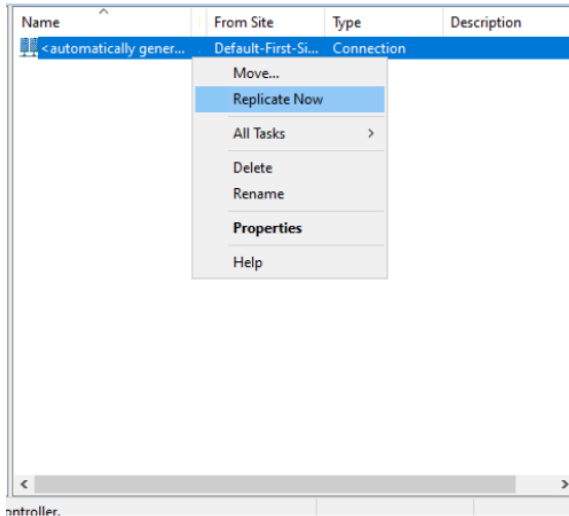 Name From Site Type Description
<automatically gener... . Default-First-Si... Connection
Move...
Replicate Now
All Tasks >
Delete
Rename
Properties
Help
ontroller.